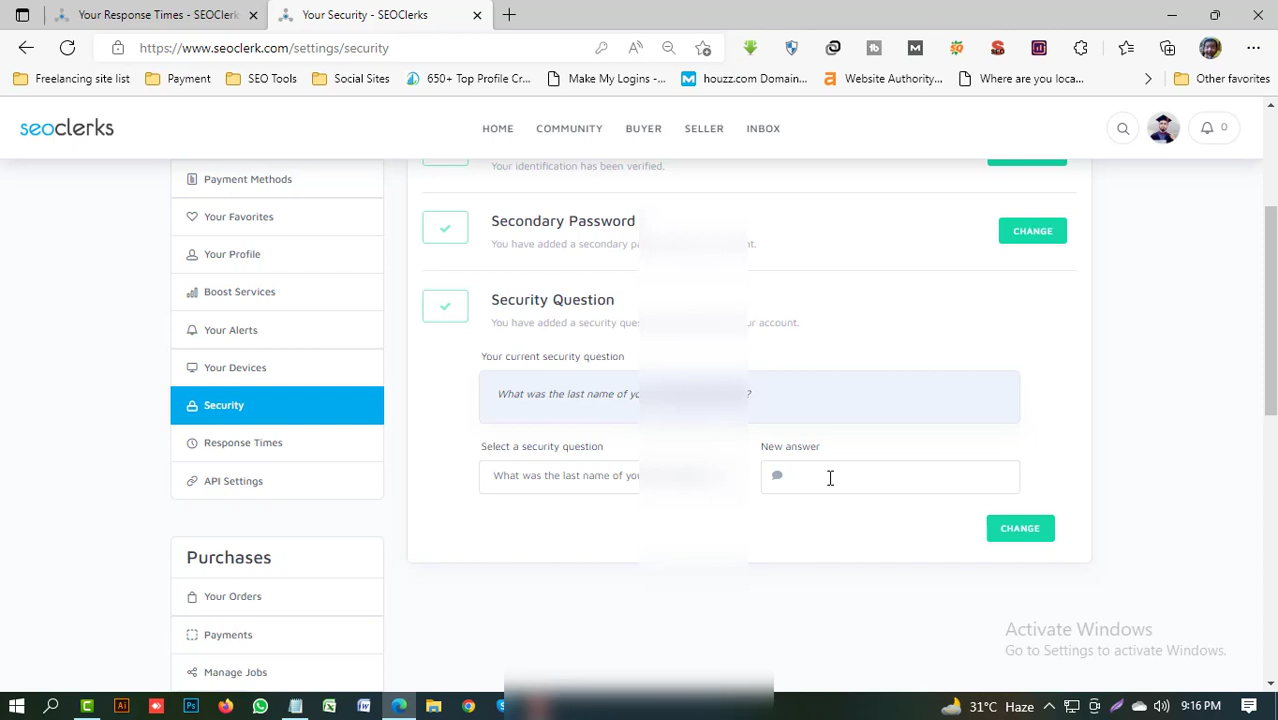 Your Response Times - SEOClerks
Your Security - SEOClerks
https://www.seoclerk.com/settings/security
Freelancing site list
Payment
SEO Tools
Social Sites
650+ Top Profile Cr...
Make My Logins -...
houzz.com Domain...
Website Authority...
Where are you loca...
Other favorites
seoclerks
HOME
COMMUNITY
BUYER
SELLER
INBOX
0
Payment Methods
Your Favorites
Your Profile
Boost Services
Your Alerts
Your Devices
Security
Response Times
API Settings
Purchases
Your Orders
Payments
Manage Jobs
Your identification has been verified.
Secondary Password
You have added a secondary
CHANGE
Security Question
You have added a security account.
Your current security question
What was the last name of ?
Select a security question
New answer
What was the last name of
CHANGE
Activate Windows
Go to Settings to activate Windows.
31°C Haze
9:16 PM